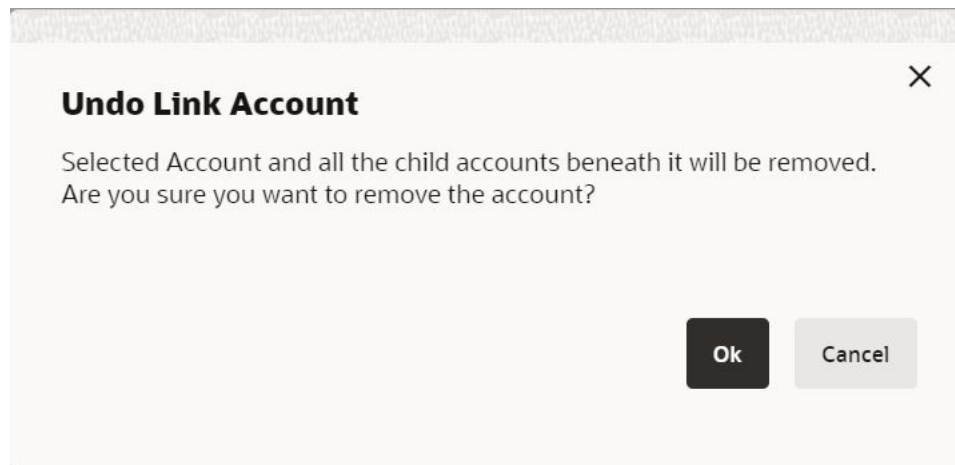 Undo Link Account
Selected Account and all the child accounts beneath it will be removed.
Are you sure you want to remove the account?
Ok
Cancel